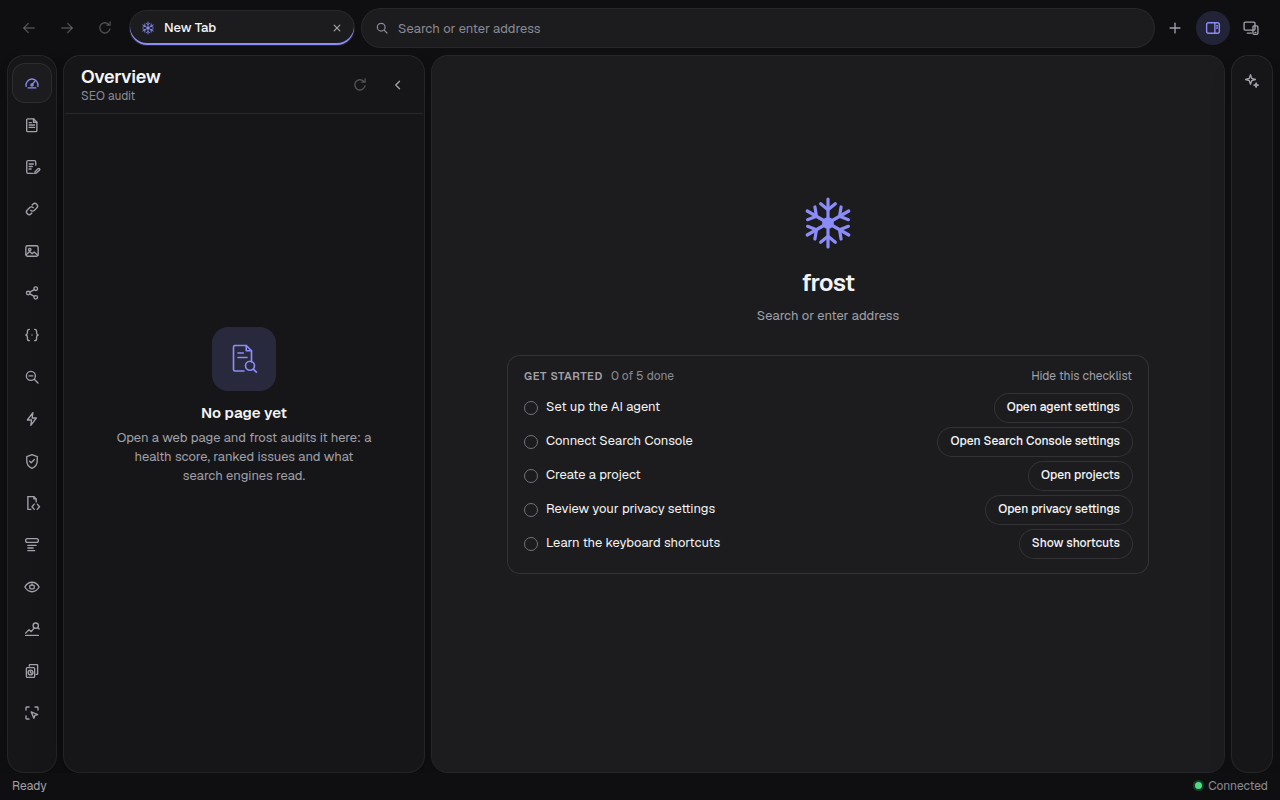 New Tab
Search or enter address
Overview
SEO audit
No page yet
Open a web page and frost audits it here: a
health score, ranked issues and what
search engines read.
frost
Search or enter address
GET STARTED 0 of 5 done
Hide this checklist
Set up the AI agent
Open agent settings
Connect Search Console
Open Search Console settings
Create a project
Open projects
Review your privacy settings
Open privacy settings
Learn the keyboard shortcuts
Show shortcuts
Ready
Connected